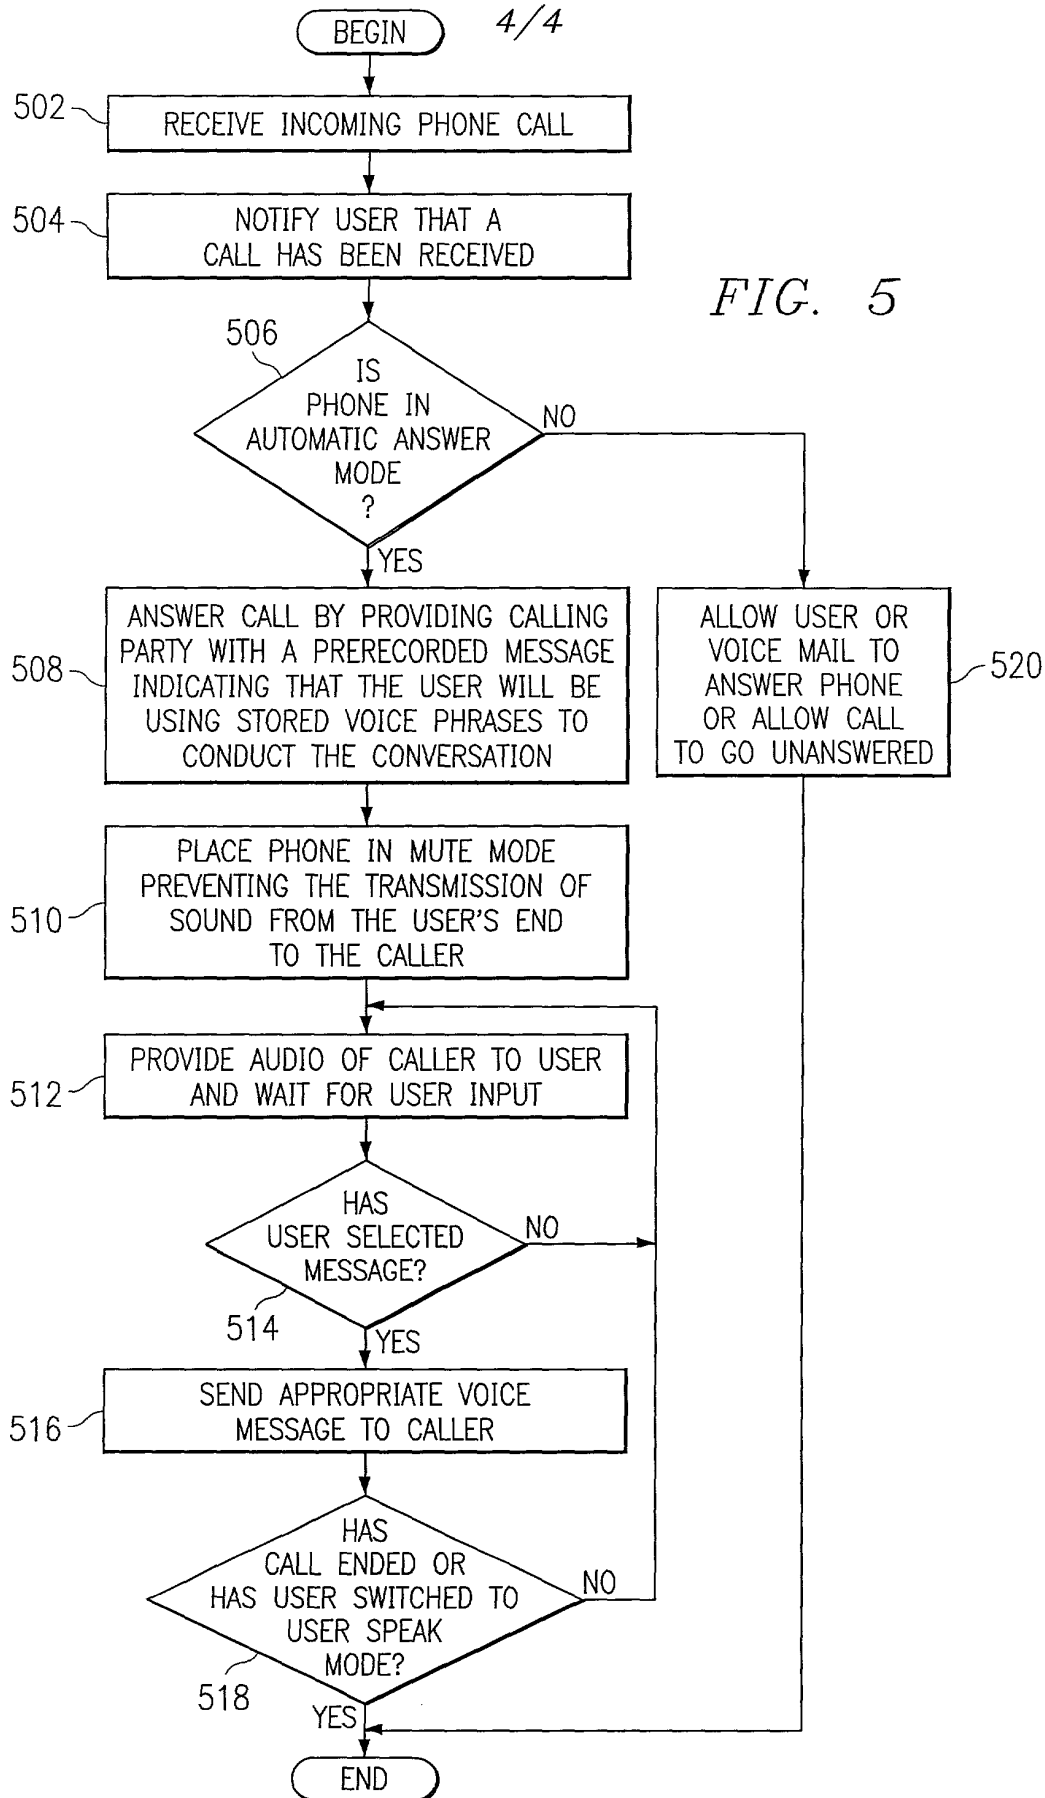 BEGIN
4/4
502
RECEIVE INCOMING PHONE CALL
504
NOTIFY USER THAT A
CALL HAS BEEN RECEIVED
FIG. 5
506
IS
PHONE IN
AUTOMATIC ANSWER
MODE
?
NO
YES
508
ANSWER CALL BY PROVIDING CALLING
PARTY WITH A PRERECORDED MESSAGE
INDICATING THAT THE USER WILL BE
USING STORED VOICE PHRASES TO
CONDUCT THE CONVERSATION
ALLOW USER OR
VOICE MAIL TO
ANSWER PHONE
OR ALLOW CALL
TO GO UNANSWERED
520
510
PLACE PHONE IN MUTE MODE
PREVENTING THE TRANSMISSION OF
SOUND FROM THE USER'S END
TO THE CALLER
512
PROVIDE AUDIO OF CALLER TO USER
AND WAIT FOR USER INPUT
HAS
USER SELECTED
MESSAGE?
NO
514
YES
516
SEND APPROPRIATE VOICE
MESSAGE TO CALLER
HAS
CALL ENDED OR
HAS USER SWITCHED TO
USER SPEAK
MODE?
NO
518
YES
END